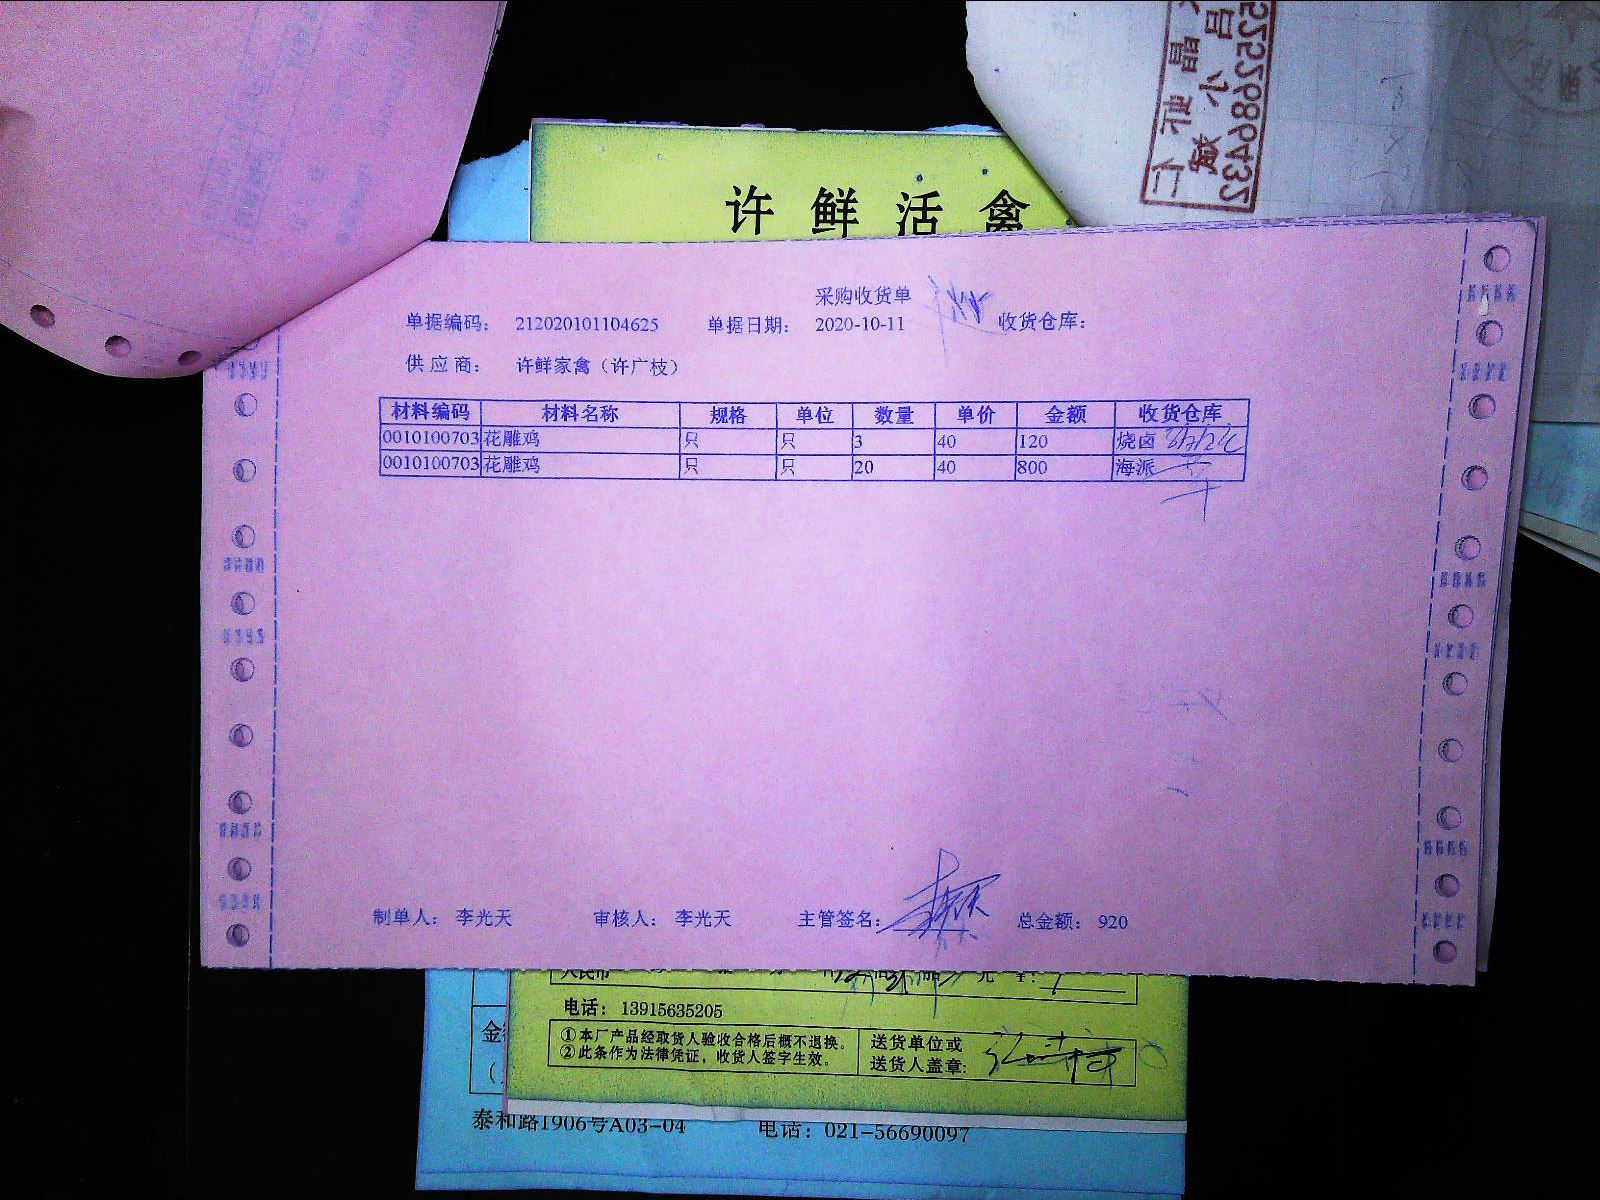 许鲜活禽
采购收货单
单据编码: 212020101104625 单据日期: 2020-10-11 收货仓库:
供应商: 许鲜家禽（许广枝）
材料编码 材料名称 规格 单位 数量 单价 金额 收货仓库
0010100703 花雕鸡 只 只 3 40 120 烧卤
0010100703 花雕鸡 只 只 20 40 800 海派
制单人: 李光天 审核人: 李光天 主管签名: 总金额: 920
人民币 元 ¥:
电话: 13915635205
①本厂产品经取货人验收合格后概不退换。 送货单位或
②此条作为法律凭证，收货人签字生效。 送货人盖章:
泰和路1906号A03-04 电话: 021-56690097